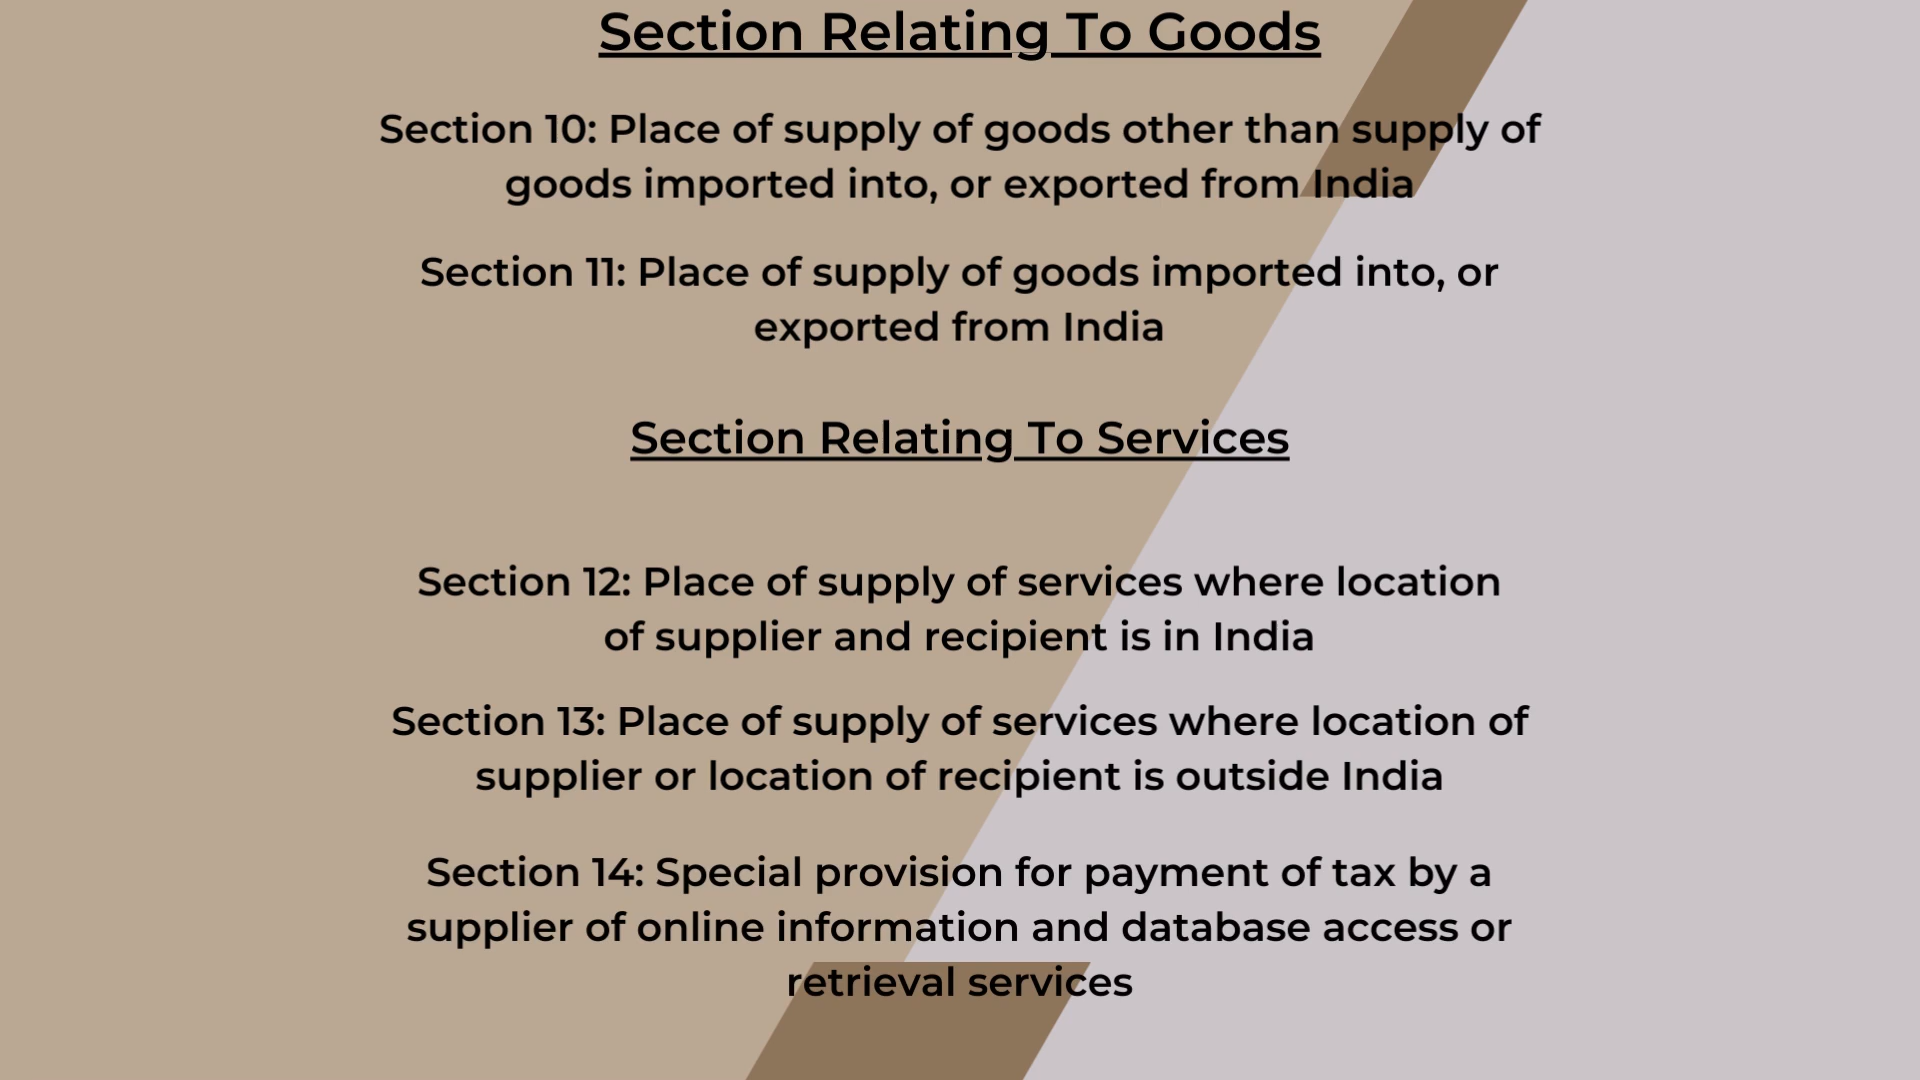 Section Relating To Goods
Section 10: Place of supply of goods other than supply of
goods imported into, or exported from India
Section 11: Place of supply of goods imported into, or
exported from India
Section Relating To Services
Section 12: Place of supply of services where location
of supplier and recipient is in India
Section 13: Place of supply of services where location of
supplier or location of recipient is outside India
Section 14: Special provision for payment of tax by a
supplier of online information and database access or
retrieval services